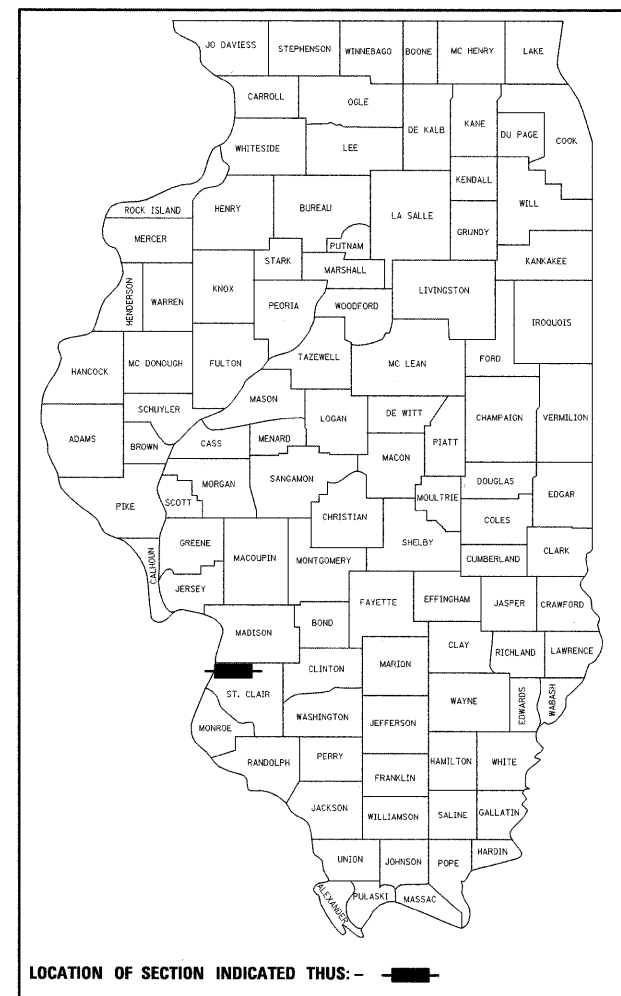 JO DAVIESS STEPHENSON WINNEBAGO BOONE MC HENRY LAKE
CARROLL OGLE DE KALB KANE DU PAGE COOK
WHITESIDE LEE
KENDALL WILL
ROCK ISLAND HENRY BUREAU LA SALLE GRUNDY
MERCER PUTNAM KANKAKEE
STARK MARSHALL
HENDERSON WARREN KNOX PEORIA WOODFORD LIVINGSTON IROQUOIS
HANCOCK MC DONOUGH FULTON TAZEWELL MC LEAN FORD
MASON
SCHUYLER LOGAN DE WITT CHAMPAIGN VERMILION
ADAMS BROWN CASS MENARD PIATT
MACON
MORGAN SANGAMON DOUGLAS
PIKE SCOTT MOULTRIE EDGAR
CHRISTIAN COLES
GREENE SHELBY
CALHOUN MACOUPIN MONTGOMERY CUMBERLAND CLARK
JERSEY FAYETTE EFFINGHAM JASPER CRAWFORD
MADISON BOND
CLAY RICHLAND LAWRENCE
CLINTON MARION
ST. CLAIR WAYNE EDWARDS WABASH
WASHINGTON JEFFERSON
MONROE
RANDOLPH PERRY HAMILTON WHITE
FRANKLIN
JACKSON WILLIAMSON SALINE GALLATIN
HARDIN
UNION JOHNSON POPE
ALEXANDER PULASKI MASSAC
LOCATION OF SECTION INDICATED THUS: –